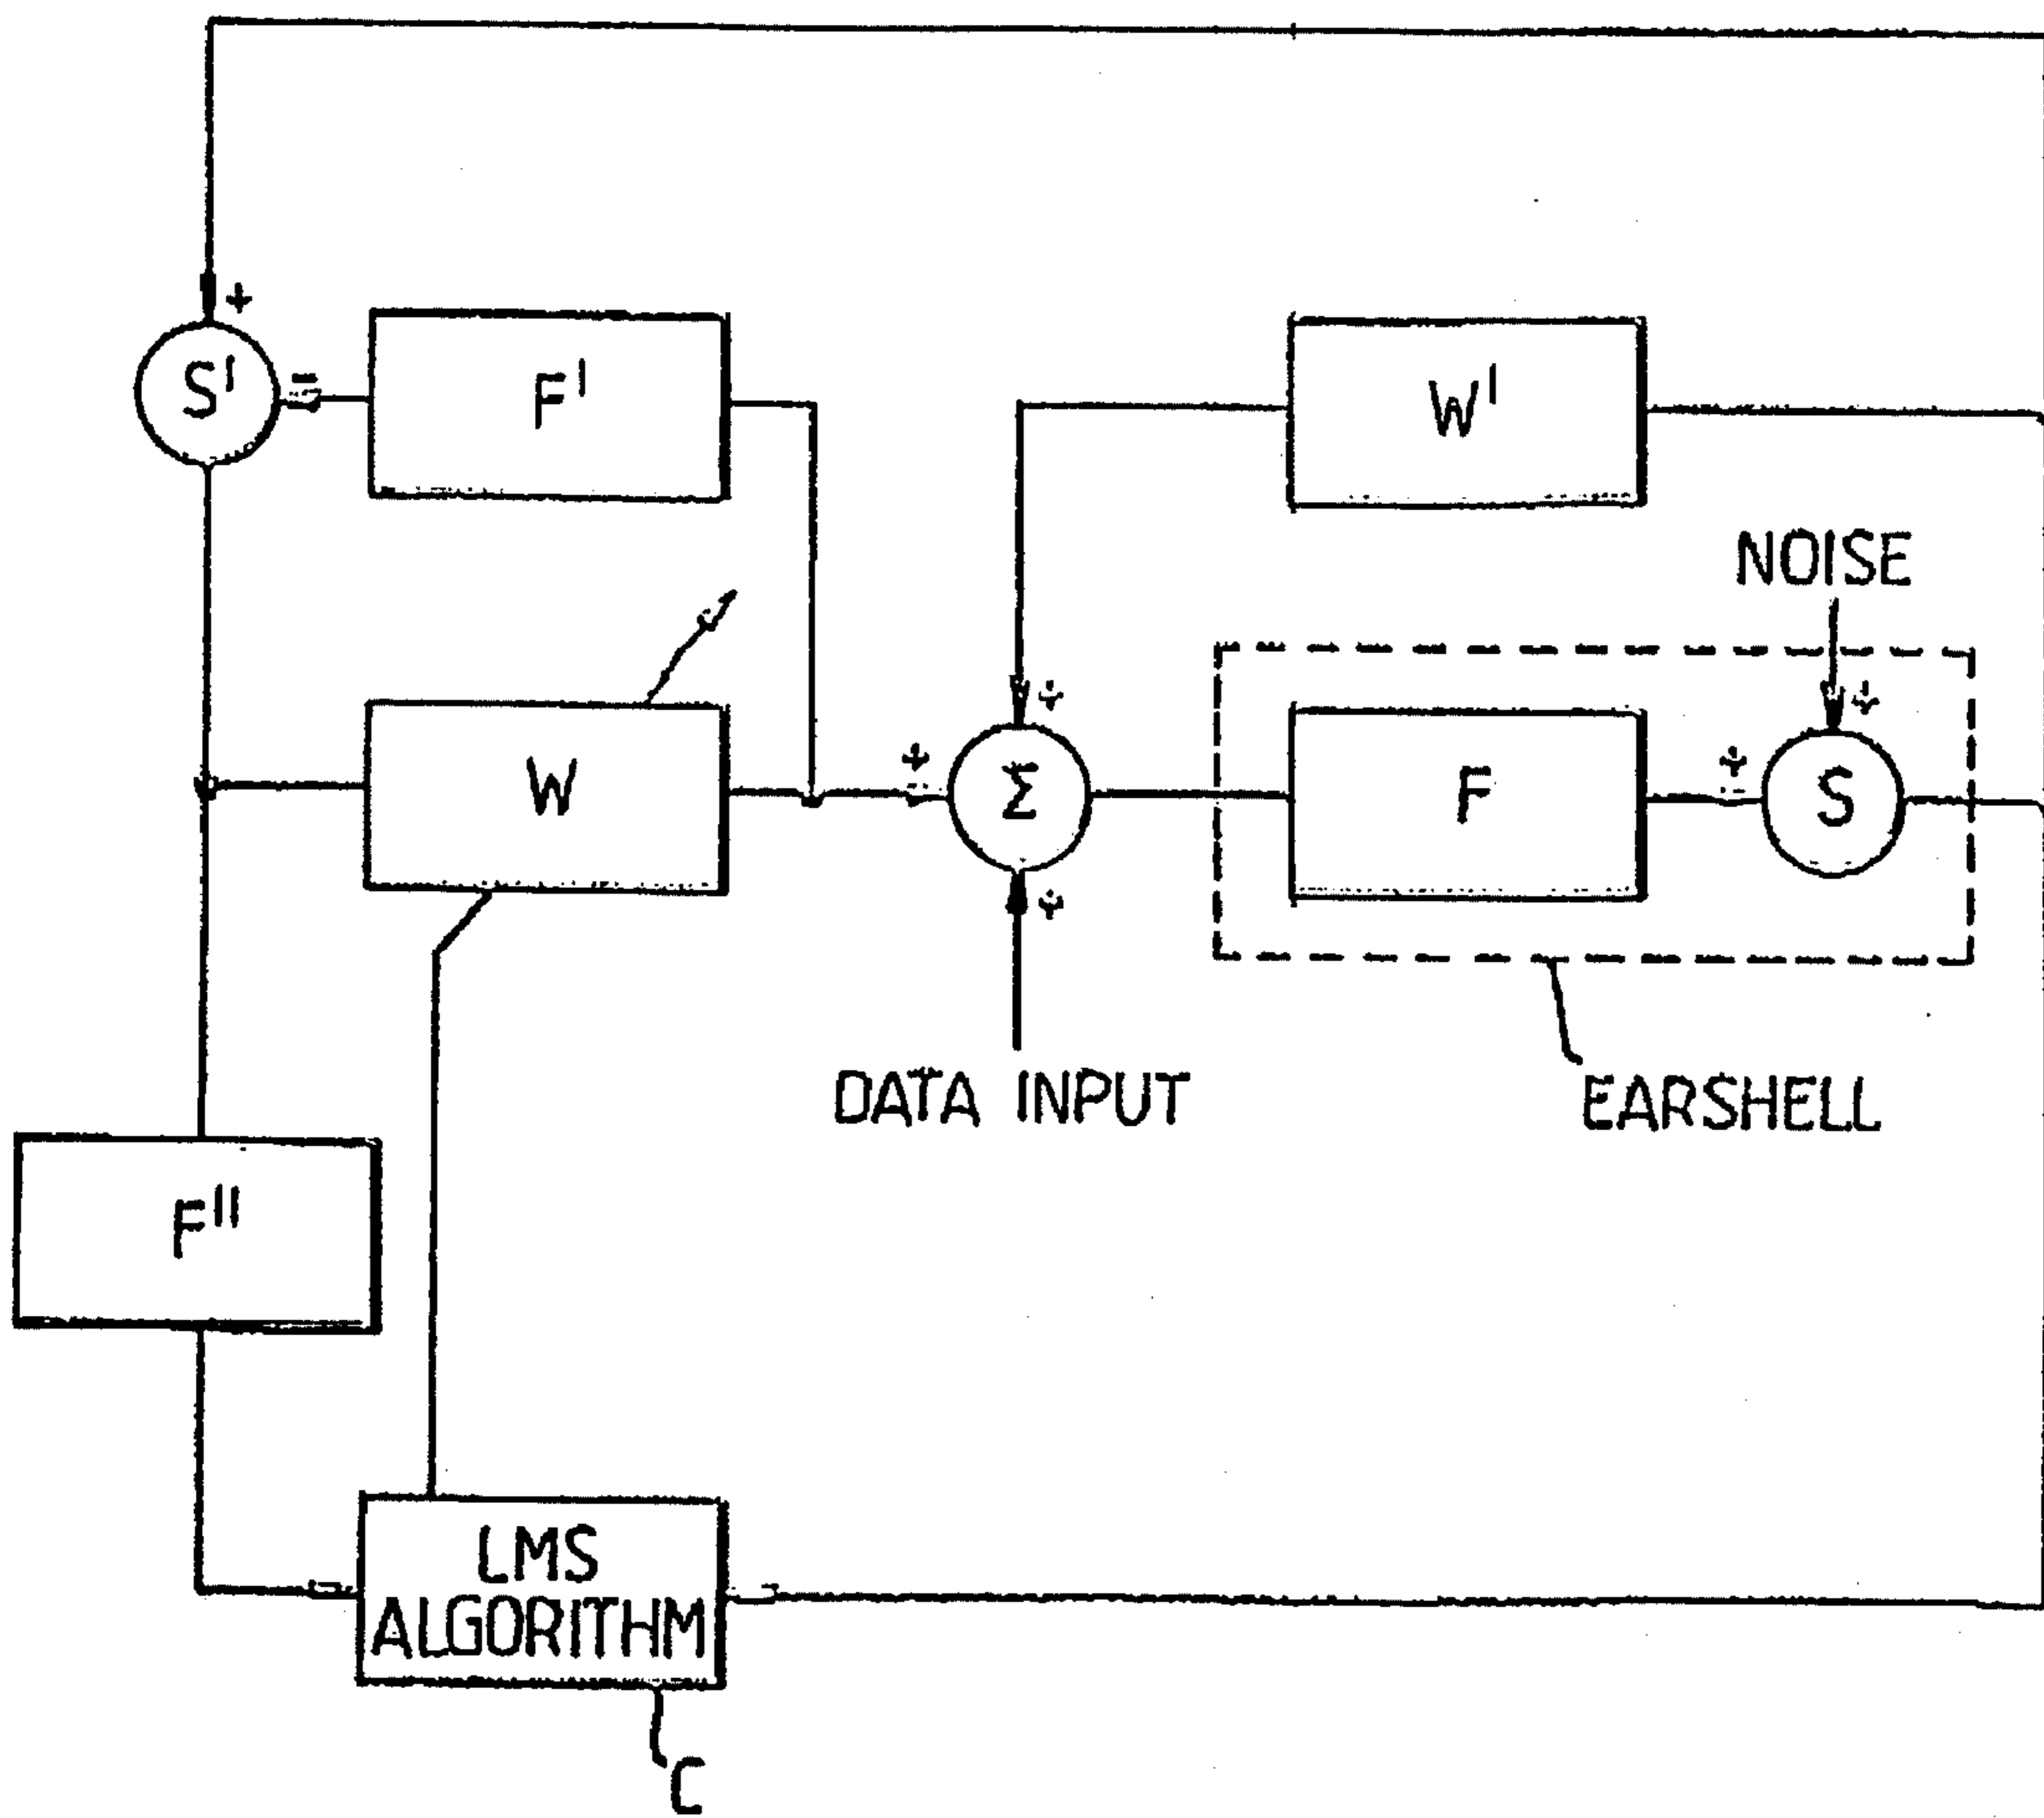 +
S' - F'
W'
NOISE
+
+
W
+
Σ
F
+
S
+
DATA INPUT
EARSHELL
F''
LMS
ALGORITHM
C